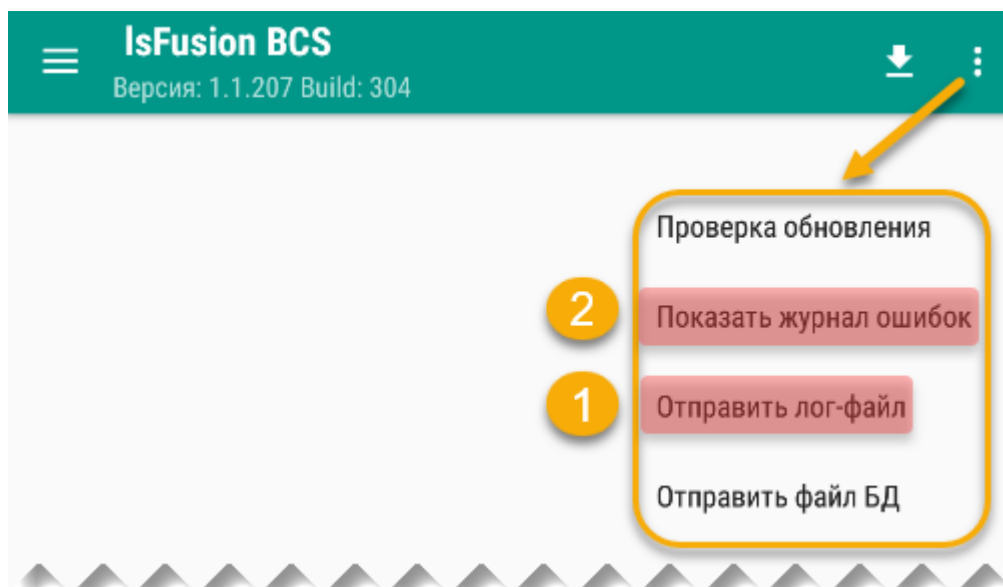 lsFusion BCS
Версия: 1.1.207 Build: 304
Проверка обновления
2 Показать журнал ошибок
1 Отправить лог-файл
Отправить файл БД